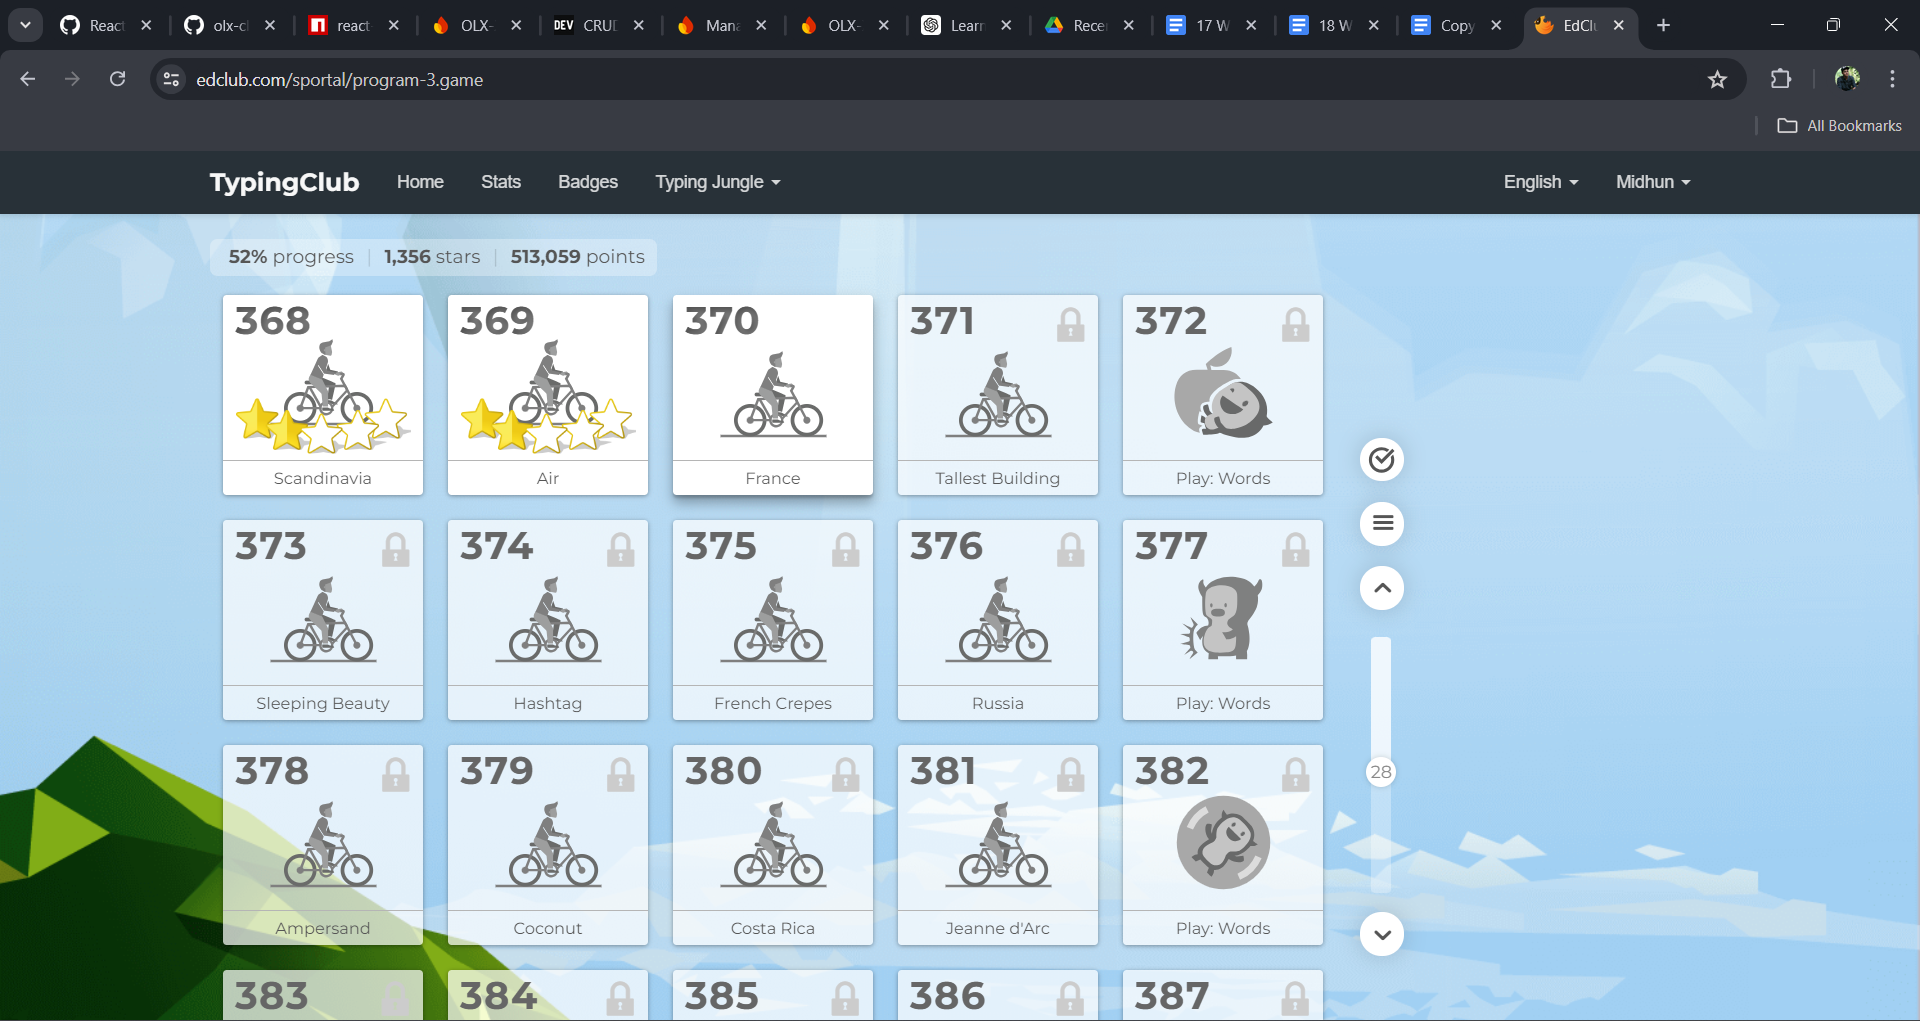 React
olx-cl
react-
OLX-
DEV CRUD
Mana
OLX-
Learn
Recen
17 W
18 W
Copy
EdClu
edclub.com/sportal/program-3.game
All Bookmarks
TypingClub Home Stats Badges Typing Jungle English Midhun
52% progress | 1,356 stars | 513,059 points
368 369 370 371 372
Scandinavia Air France Tallest Building Play: Words
373 374 375 376 377
Sleeping Beauty Hashtag French Crepes Russia Play: Words
378 379 380 381 382
28
Ampersand Coconut Costa Rica Jeanne d'Arc Play: Words
383 384 385 386 387